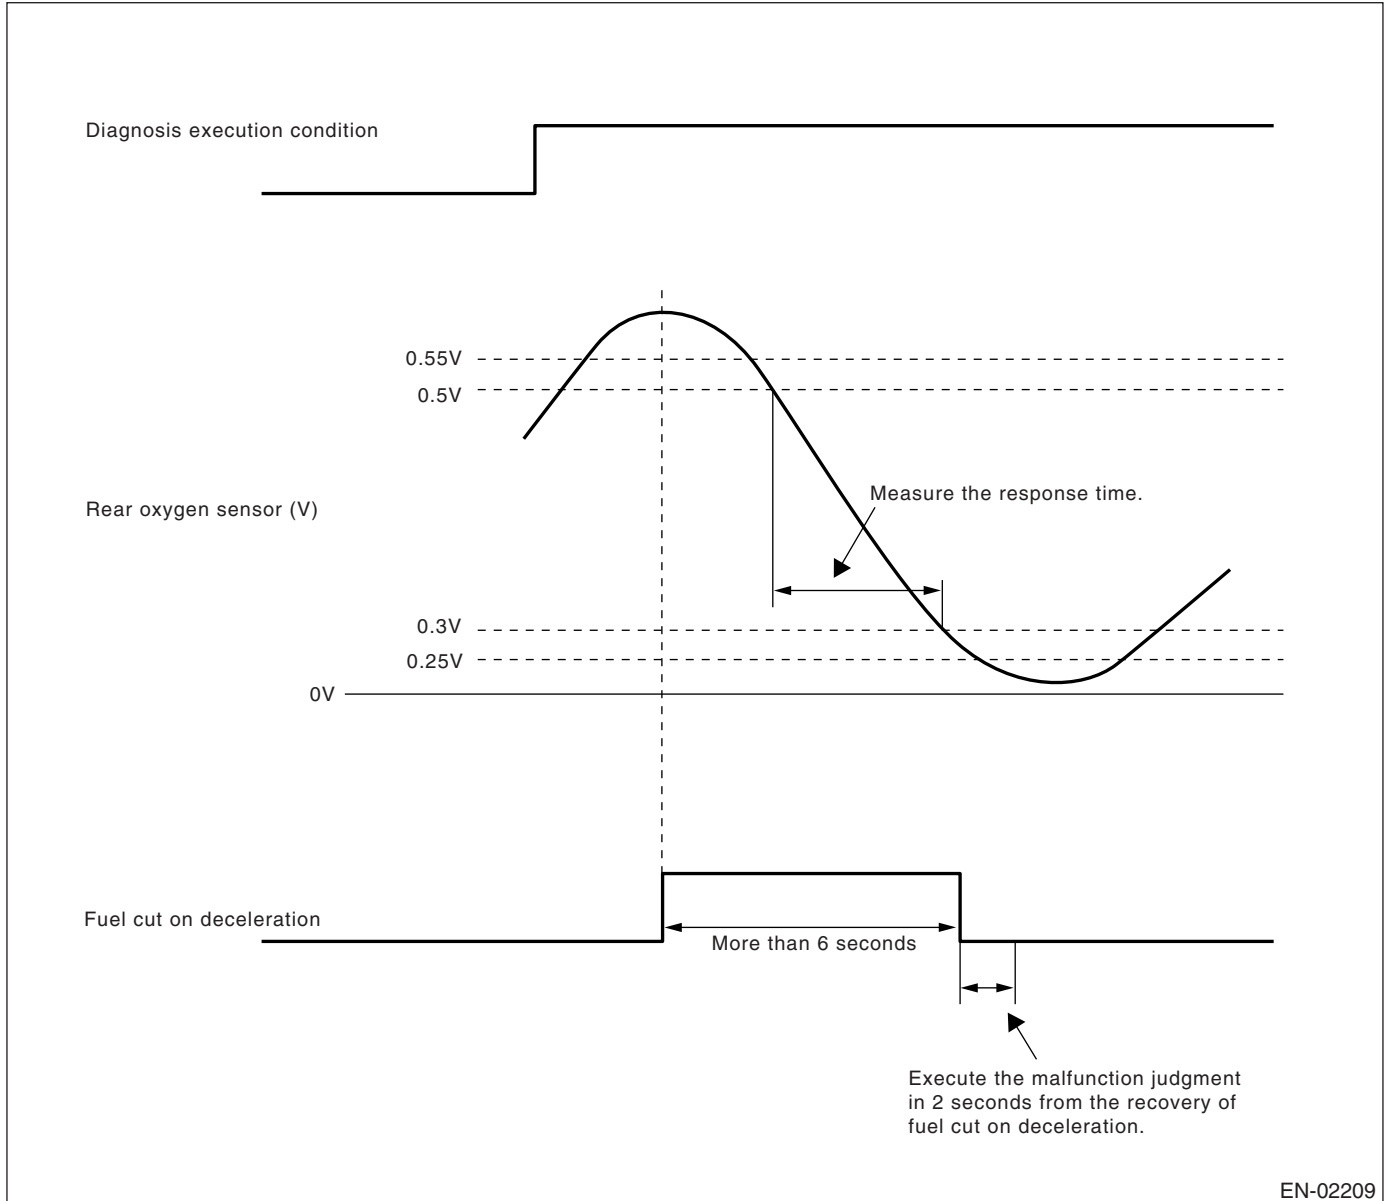 Diagnosis execution condition
0.55V
0.5V
Measure the response time.
Rear oxygen sensor (V)
0.3V
0.25V
0V
Fuel cut on deceleration
More than 6 seconds
Execute the malfunction judgment
in 2 seconds from the recovery of
fuel cut on deceleration.
EN-02209